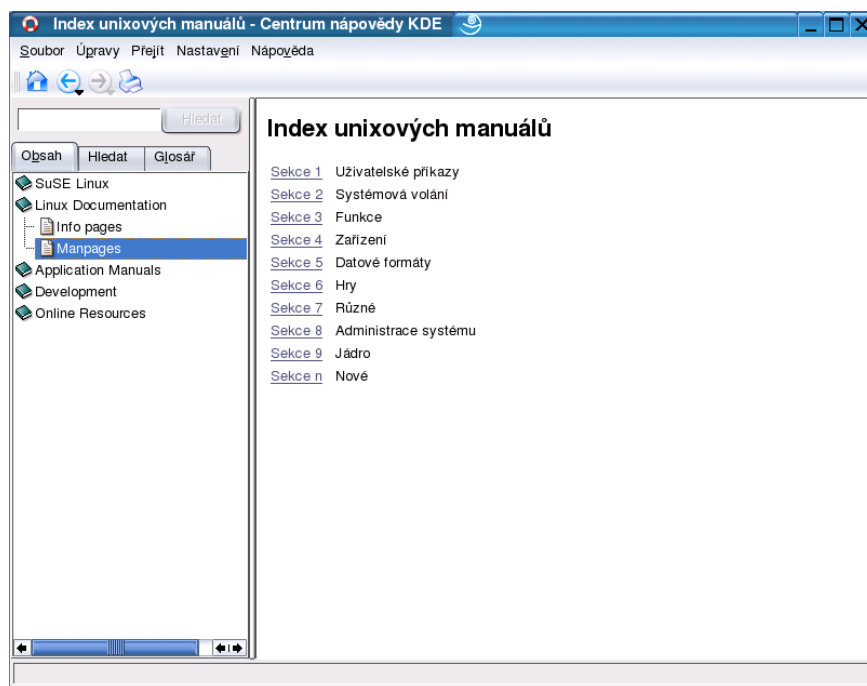 Index unixových manuálů - Centrum nápovědy KDE
Soubor Úpravy Přejít Nastavení Nápověda
Hledat
Obsah Hledat Glosář
SuSE Linux
Linux Documentation
Info pages
Manpages
Application Manuals
Development
Online Resources
Index unixových manuálů
Sekce 1 Uživatelské příkazy
Sekce 2 Systémová volání
Sekce 3 Funkce
Sekce 4 Zařízení
Sekce 5 Datové formáty
Sekce 6 Hry
Sekce 7 Různé
Sekce 8 Administrace systému
Sekce 9 Jádro
Sekce n Nové